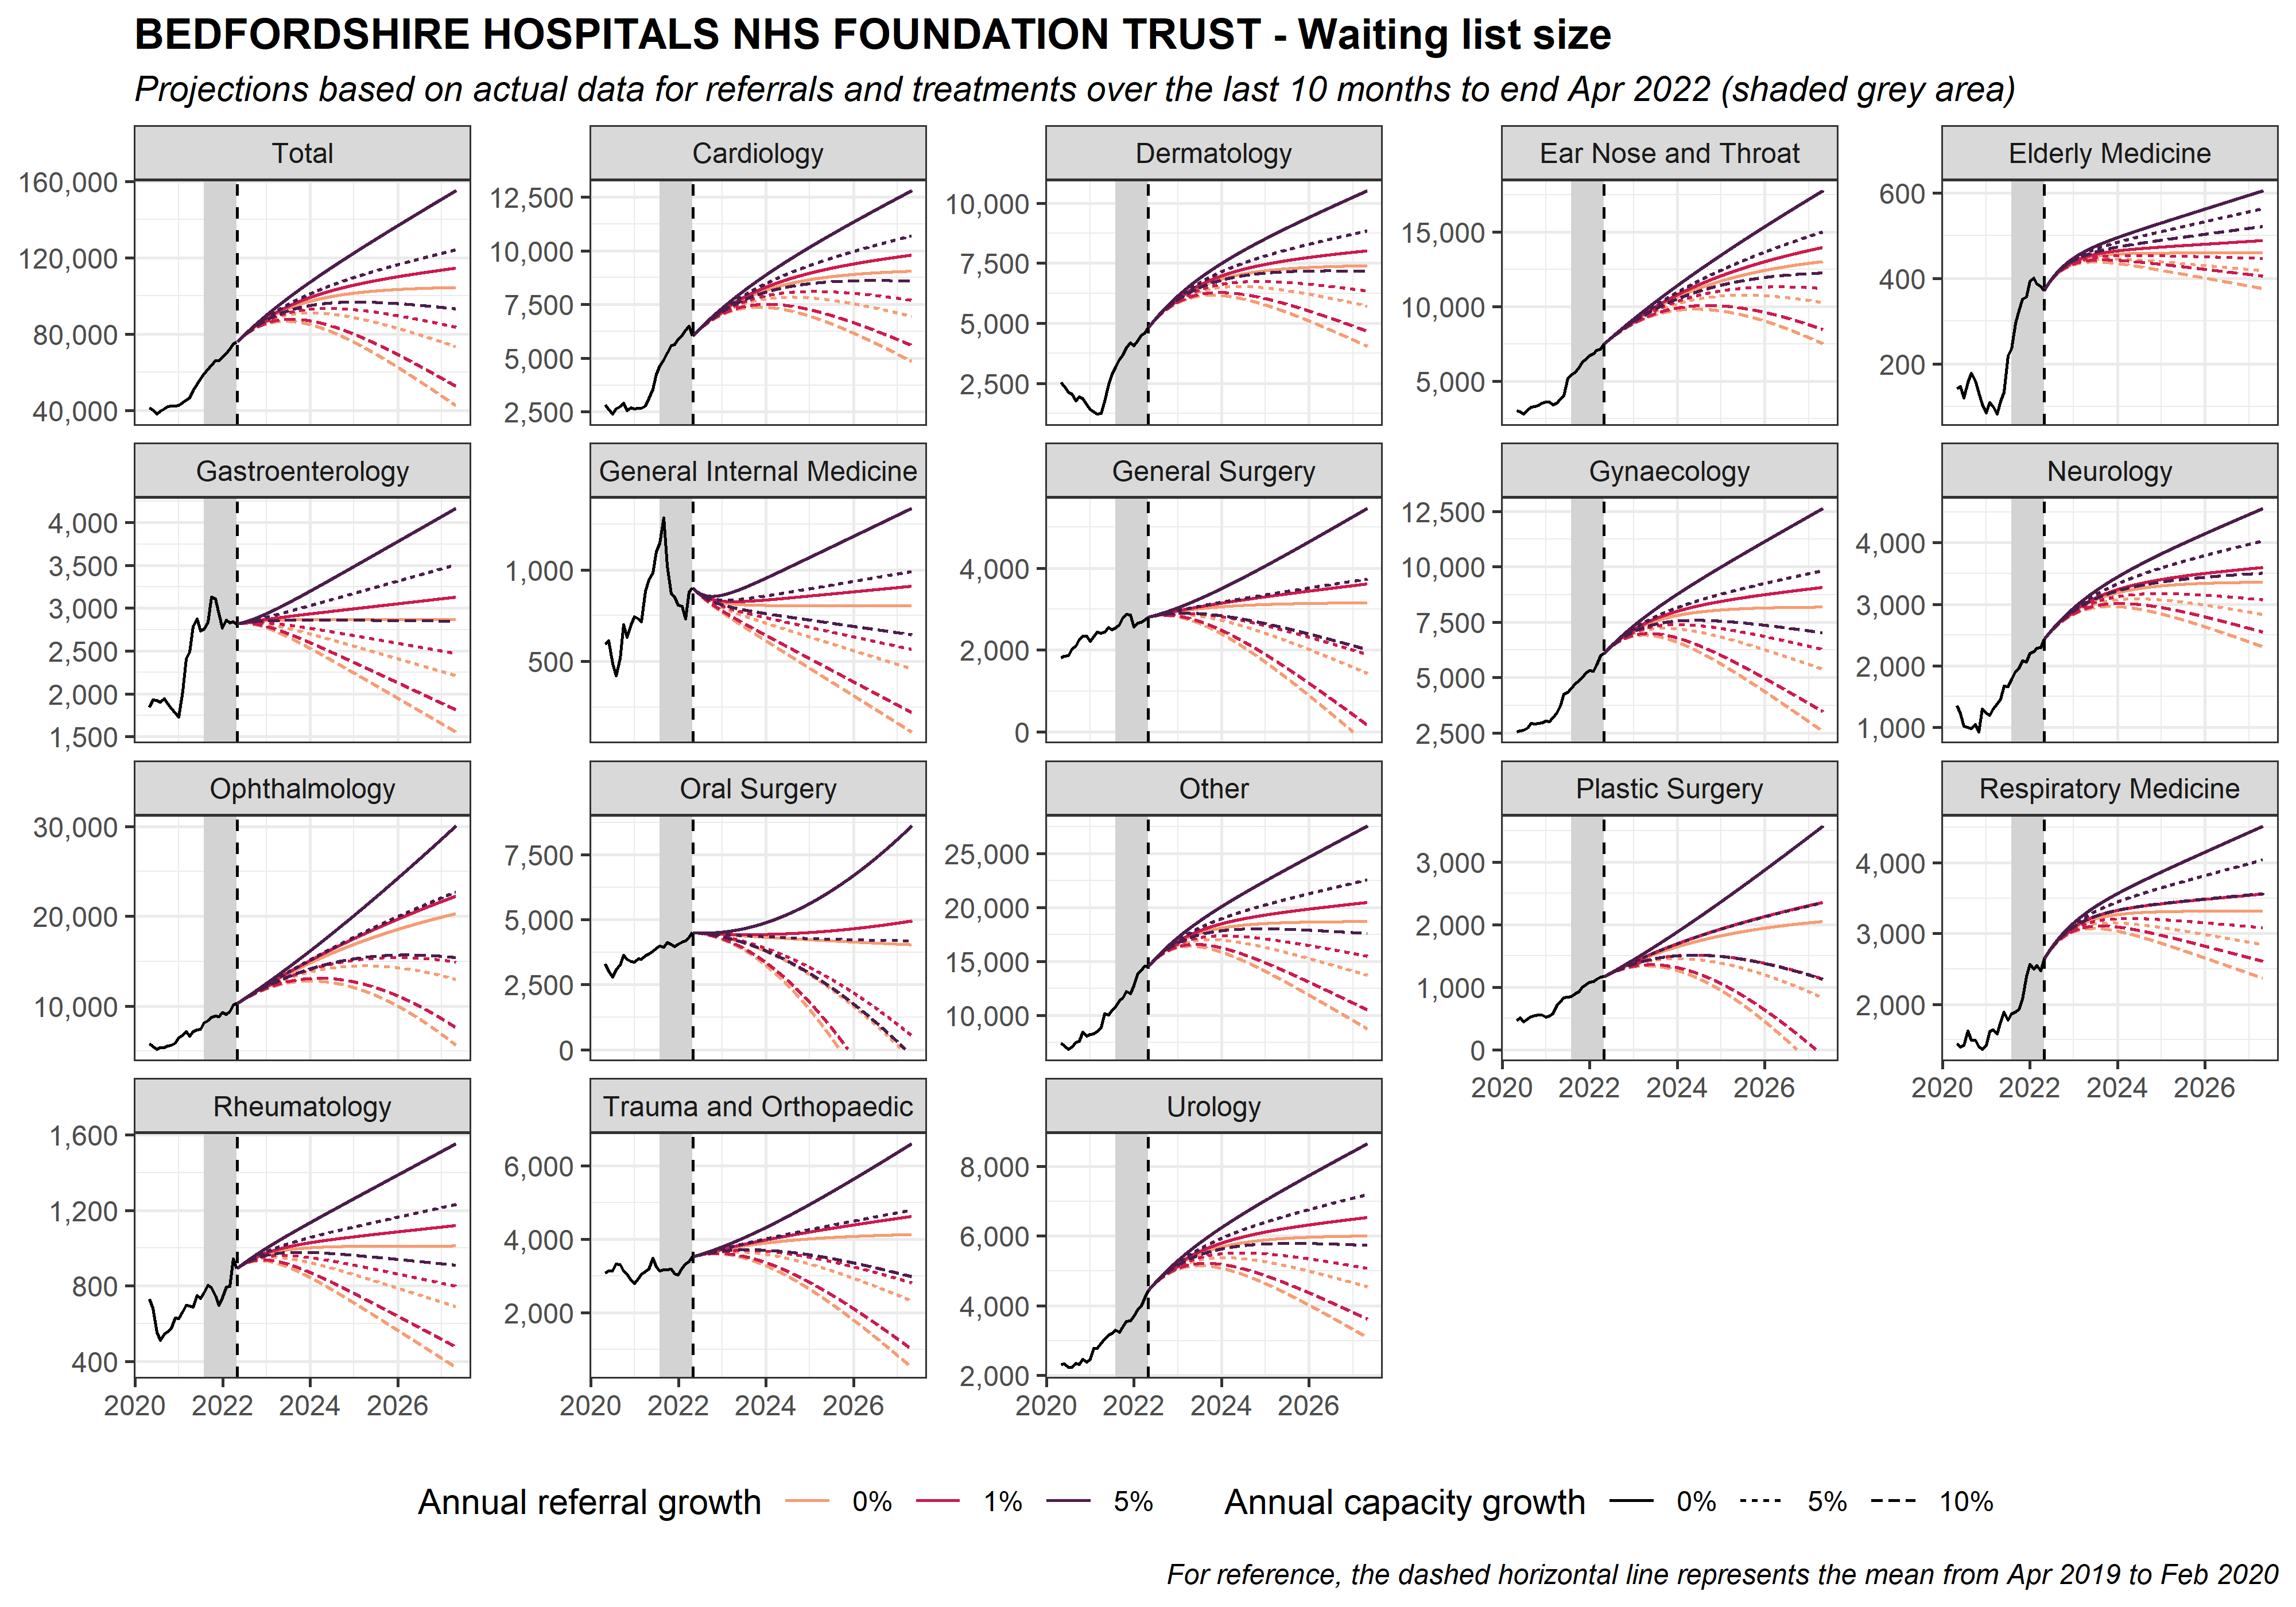 BEDFORDSHIRE HOSPITALS NHS FOUNDATION TRUST - Waiting list size
Projections based on actual data for referrals and treatments over the last 10 months to end Apr 2022 (shaded grey area)
Total
160,000
120,000
80,000
40,000
Cardiology
12,500
10,000
7,500
5,000
2,500
Dermatology
10,000
7,500
5,000
2,500
Ear Nose and Throat
15,000
10,000
5,000
Elderly Medicine
600
400
200
Gastroenterology
4,000
3,500
3,000
2,500
2,000
1,500
General Internal Medicine
1,000
500
General Surgery
4,000
2,000
0
Gynaecology
12,500
10,000
7,500
5,000
2,500
Neurology
4,000
3,000
2,000
1,000
Ophthalmology
30,000
20,000
10,000
Oral Surgery
7,500
5,000
2,500
0
Other
25,000
20,000
15,000
10,000
Plastic Surgery
3,000
2,000
1,000
0
2020 2022 2024 2026
Respiratory Medicine
4,000
3,000
2,000
2020 2022 2024 2026
Rheumatology
1,600
1,200
800
400
2020 2022 2024 2026
Trauma and Orthopaedic
6,000
4,000
2,000
2020 2022 2024 2026
Urology
8,000
6,000
4,000
2,000
2020 2022 2024 2026
Annual referral growth 0% 1% 5% Annual capacity growth 0% 5% 10%
For reference, the dashed horizontal line represents the mean from Apr 2019 to Feb 2020